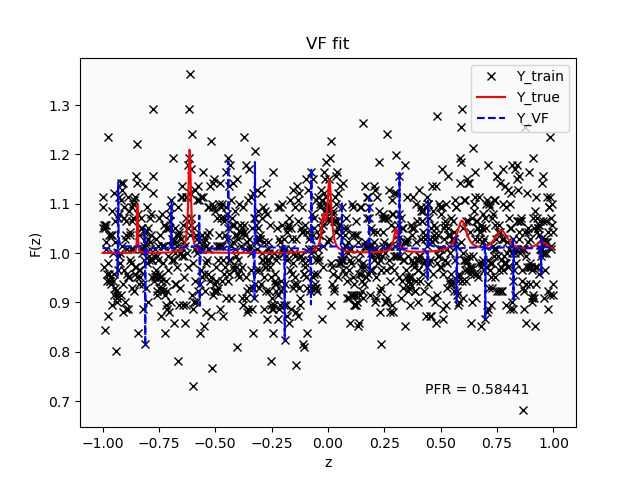 VF fit
Y_train
Y_true
Y_VF
F(z)
1.3
1.2
1.1
1.0
0.9
0.8
0.7
PFR = 0.58441
−1.00 −0.75 −0.50 −0.25 0.00 0.25 0.50 0.75 1.00
z